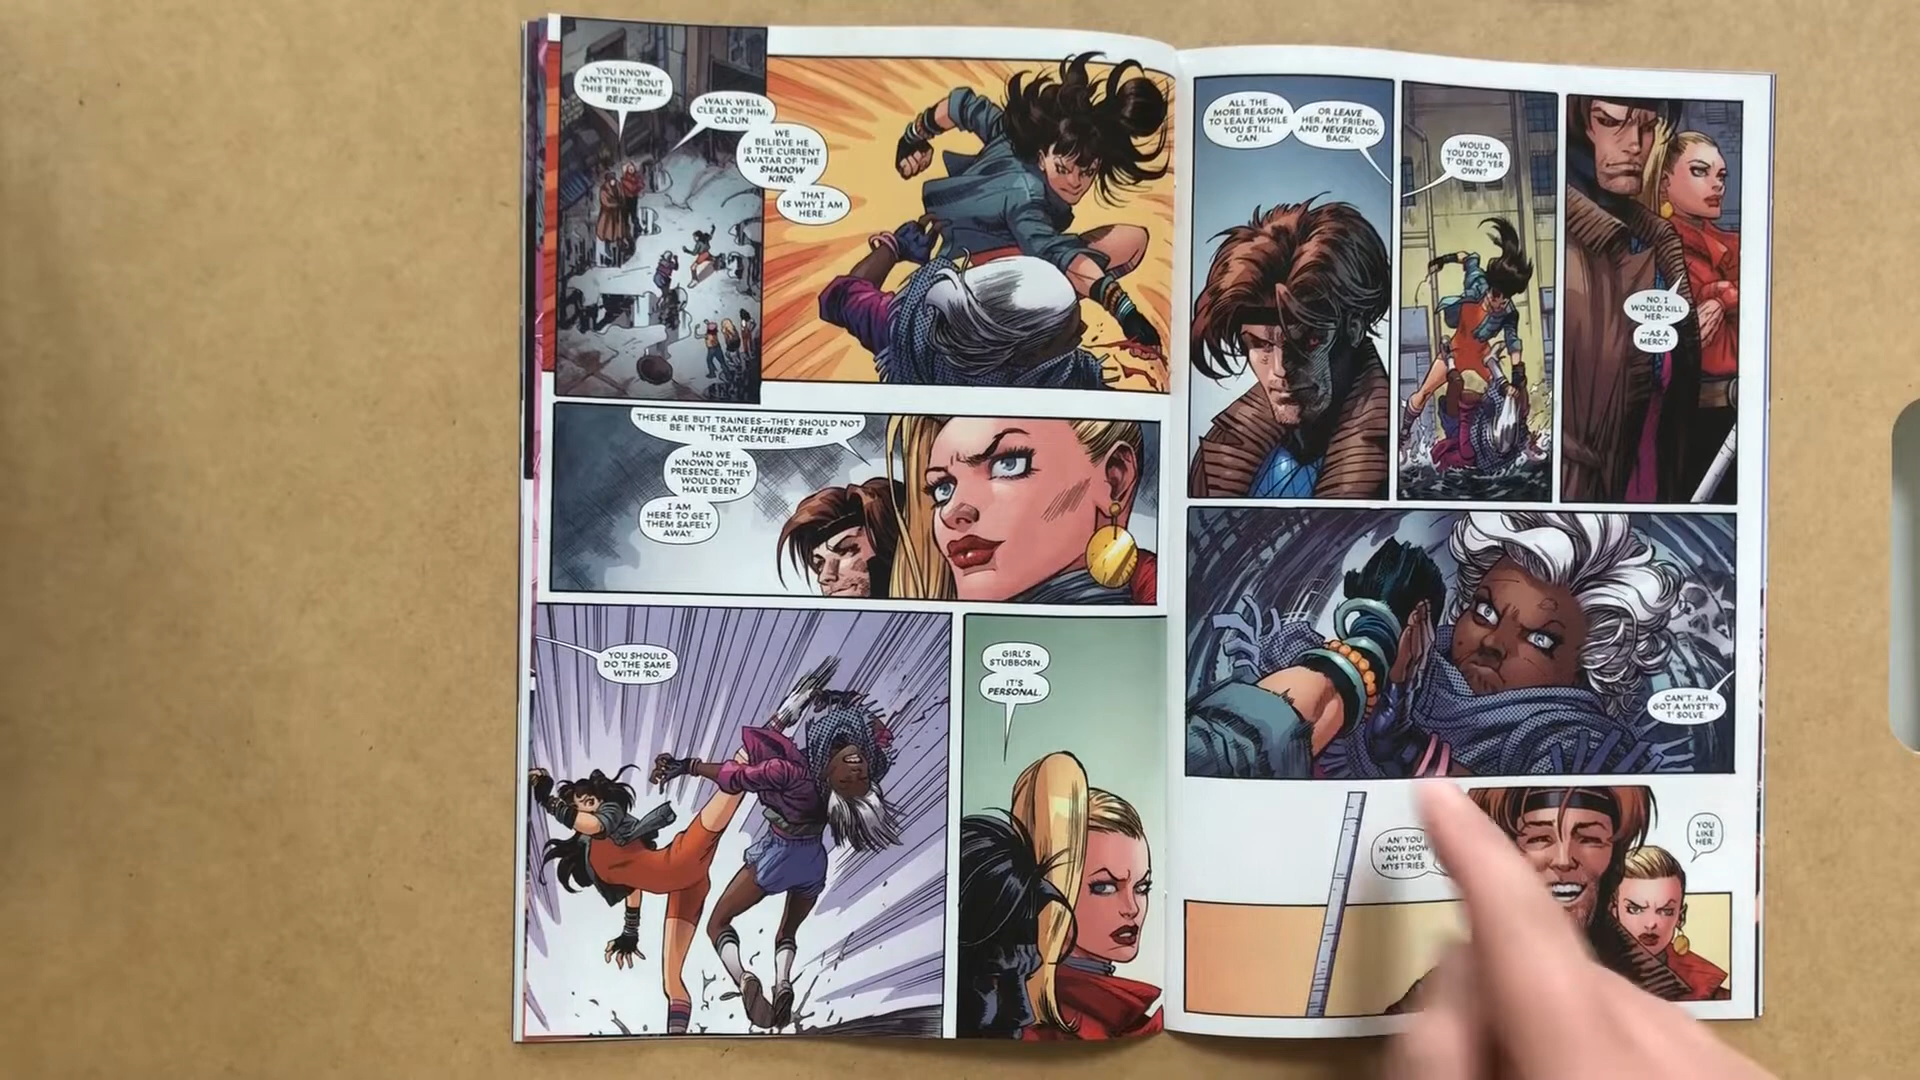 YOU KNOW
ANYTHIN' 'BOUT
THIS FBI HOMME,
REISZ?
WALK WELL
CLEAR OF HIM,
CAJUN.
WE
BELIEVE HE
IS THE CURRENT
AVATAR OF THE
SHADOW
KING.
THAT
IS WHY I AM
HERE.
THESE ARE BUT TRAINEES--THEY SHOULD NOT
BE IN THE SAME HEMISPHERE AS
THAT CREATURE.
HAD WE
KNOWN OF HIS
PRESENCE, THEY
WOULD NOT
HAVE BEEN.
I AM
HERE TO GET
THEM SAFELY
AWAY.
YOU SHOULD
DO THE SAME
WITH 'RO.
GIRL'S
STUBBORN.
IT'S
PERSONAL.
ALL THE
MORE REASON
TO LEAVE WHILE
YOU STILL
CAN.
OR LEAVE
HER, MY FRIEND,
AND NEVER LOOK
BACK.
WOULD
YOU DO THAT
T' ONE O' YER
OWN?
NO. I
WOULD KILL
HER--
--AS A
MERCY.
CAN'T. AH
GOT A MYST'RY
T' SOLVE.
AN' YOU
KNOW HOW
AH LOVE
MYST'RIES.
YOU
LIKE
HER.